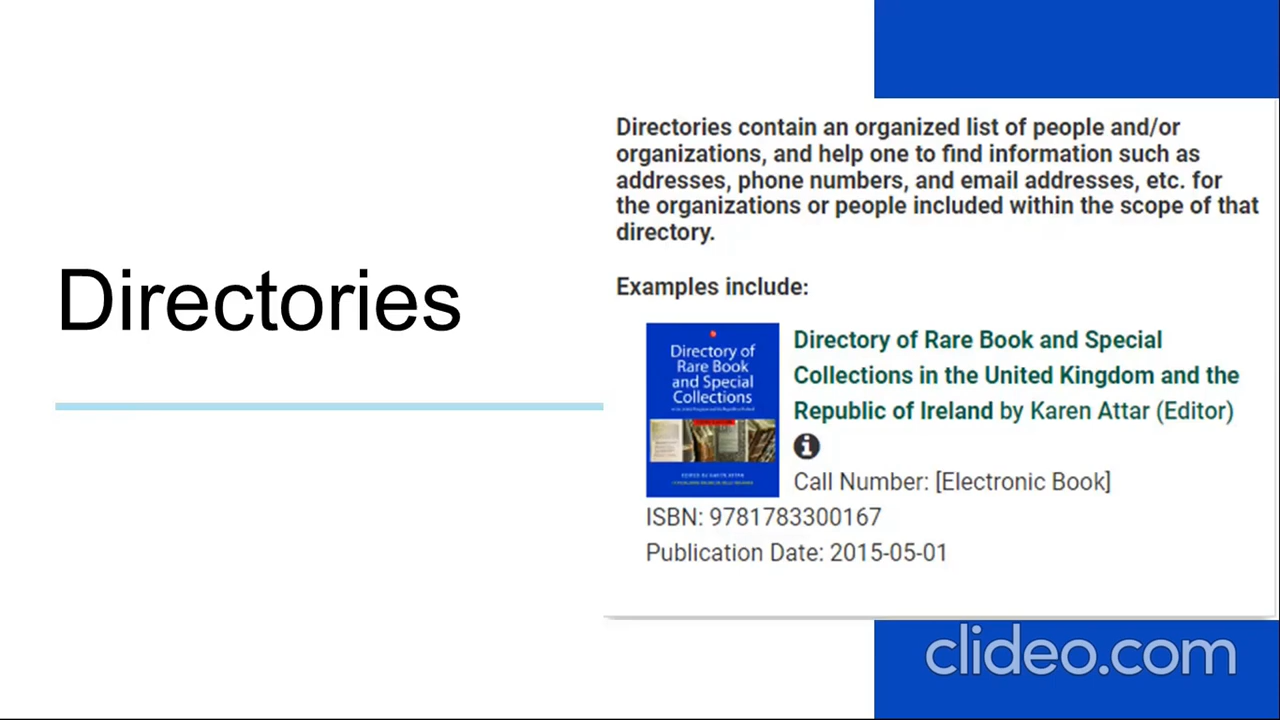 Directories
Directories contain an organized list of people and/or
organizations, and help one to find information such as
addresses, phone numbers, and email addresses, etc. for
the organizations or people included within the scope of that
directory.
Examples include:
Directory of
Rare Book
and Special
Collections
Directory of Rare Book and Special
Collections in the United Kingdom and the
Republic of Ireland by Karen Attar (Editor)
Call Number: [Electronic Book]
ISBN: 9781783300167
Publication Date: 2015-05-01
clideo.com